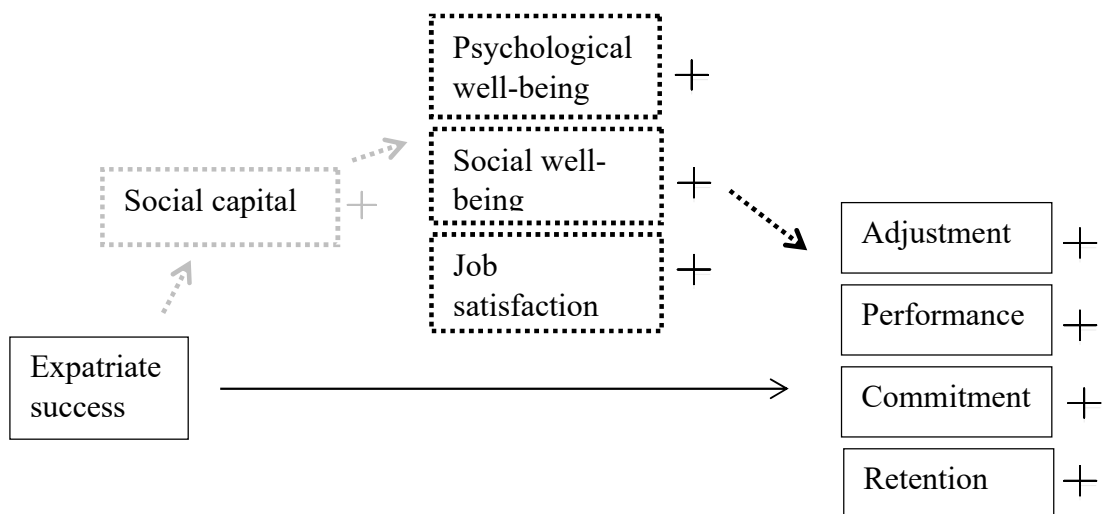 Psychological
well-being
+
Social well-
being
+
Job
satisfaction
+
Social capital
+
Expatriate
success
Adjustment
+
Performance
+
Commitment
+
Retention
+